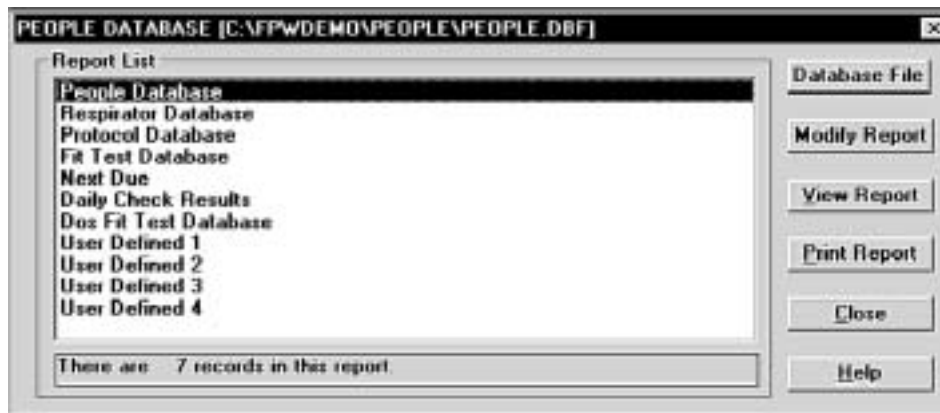 PEOPLE DATABASE [C:\FPWDEMO\PEOPLE\PEOPLE.DBF]
Report List
People Database
Respirator Database
Protocol Database
Fit Test Database
Next Due
Daily Check Results
Dos Fit Test Database
User Defined 1
User Defined 2
User Defined 3
User Defined 4
There are 7 records in this report.
Database File
Modify Report
View Report
Print Report
Close
Help